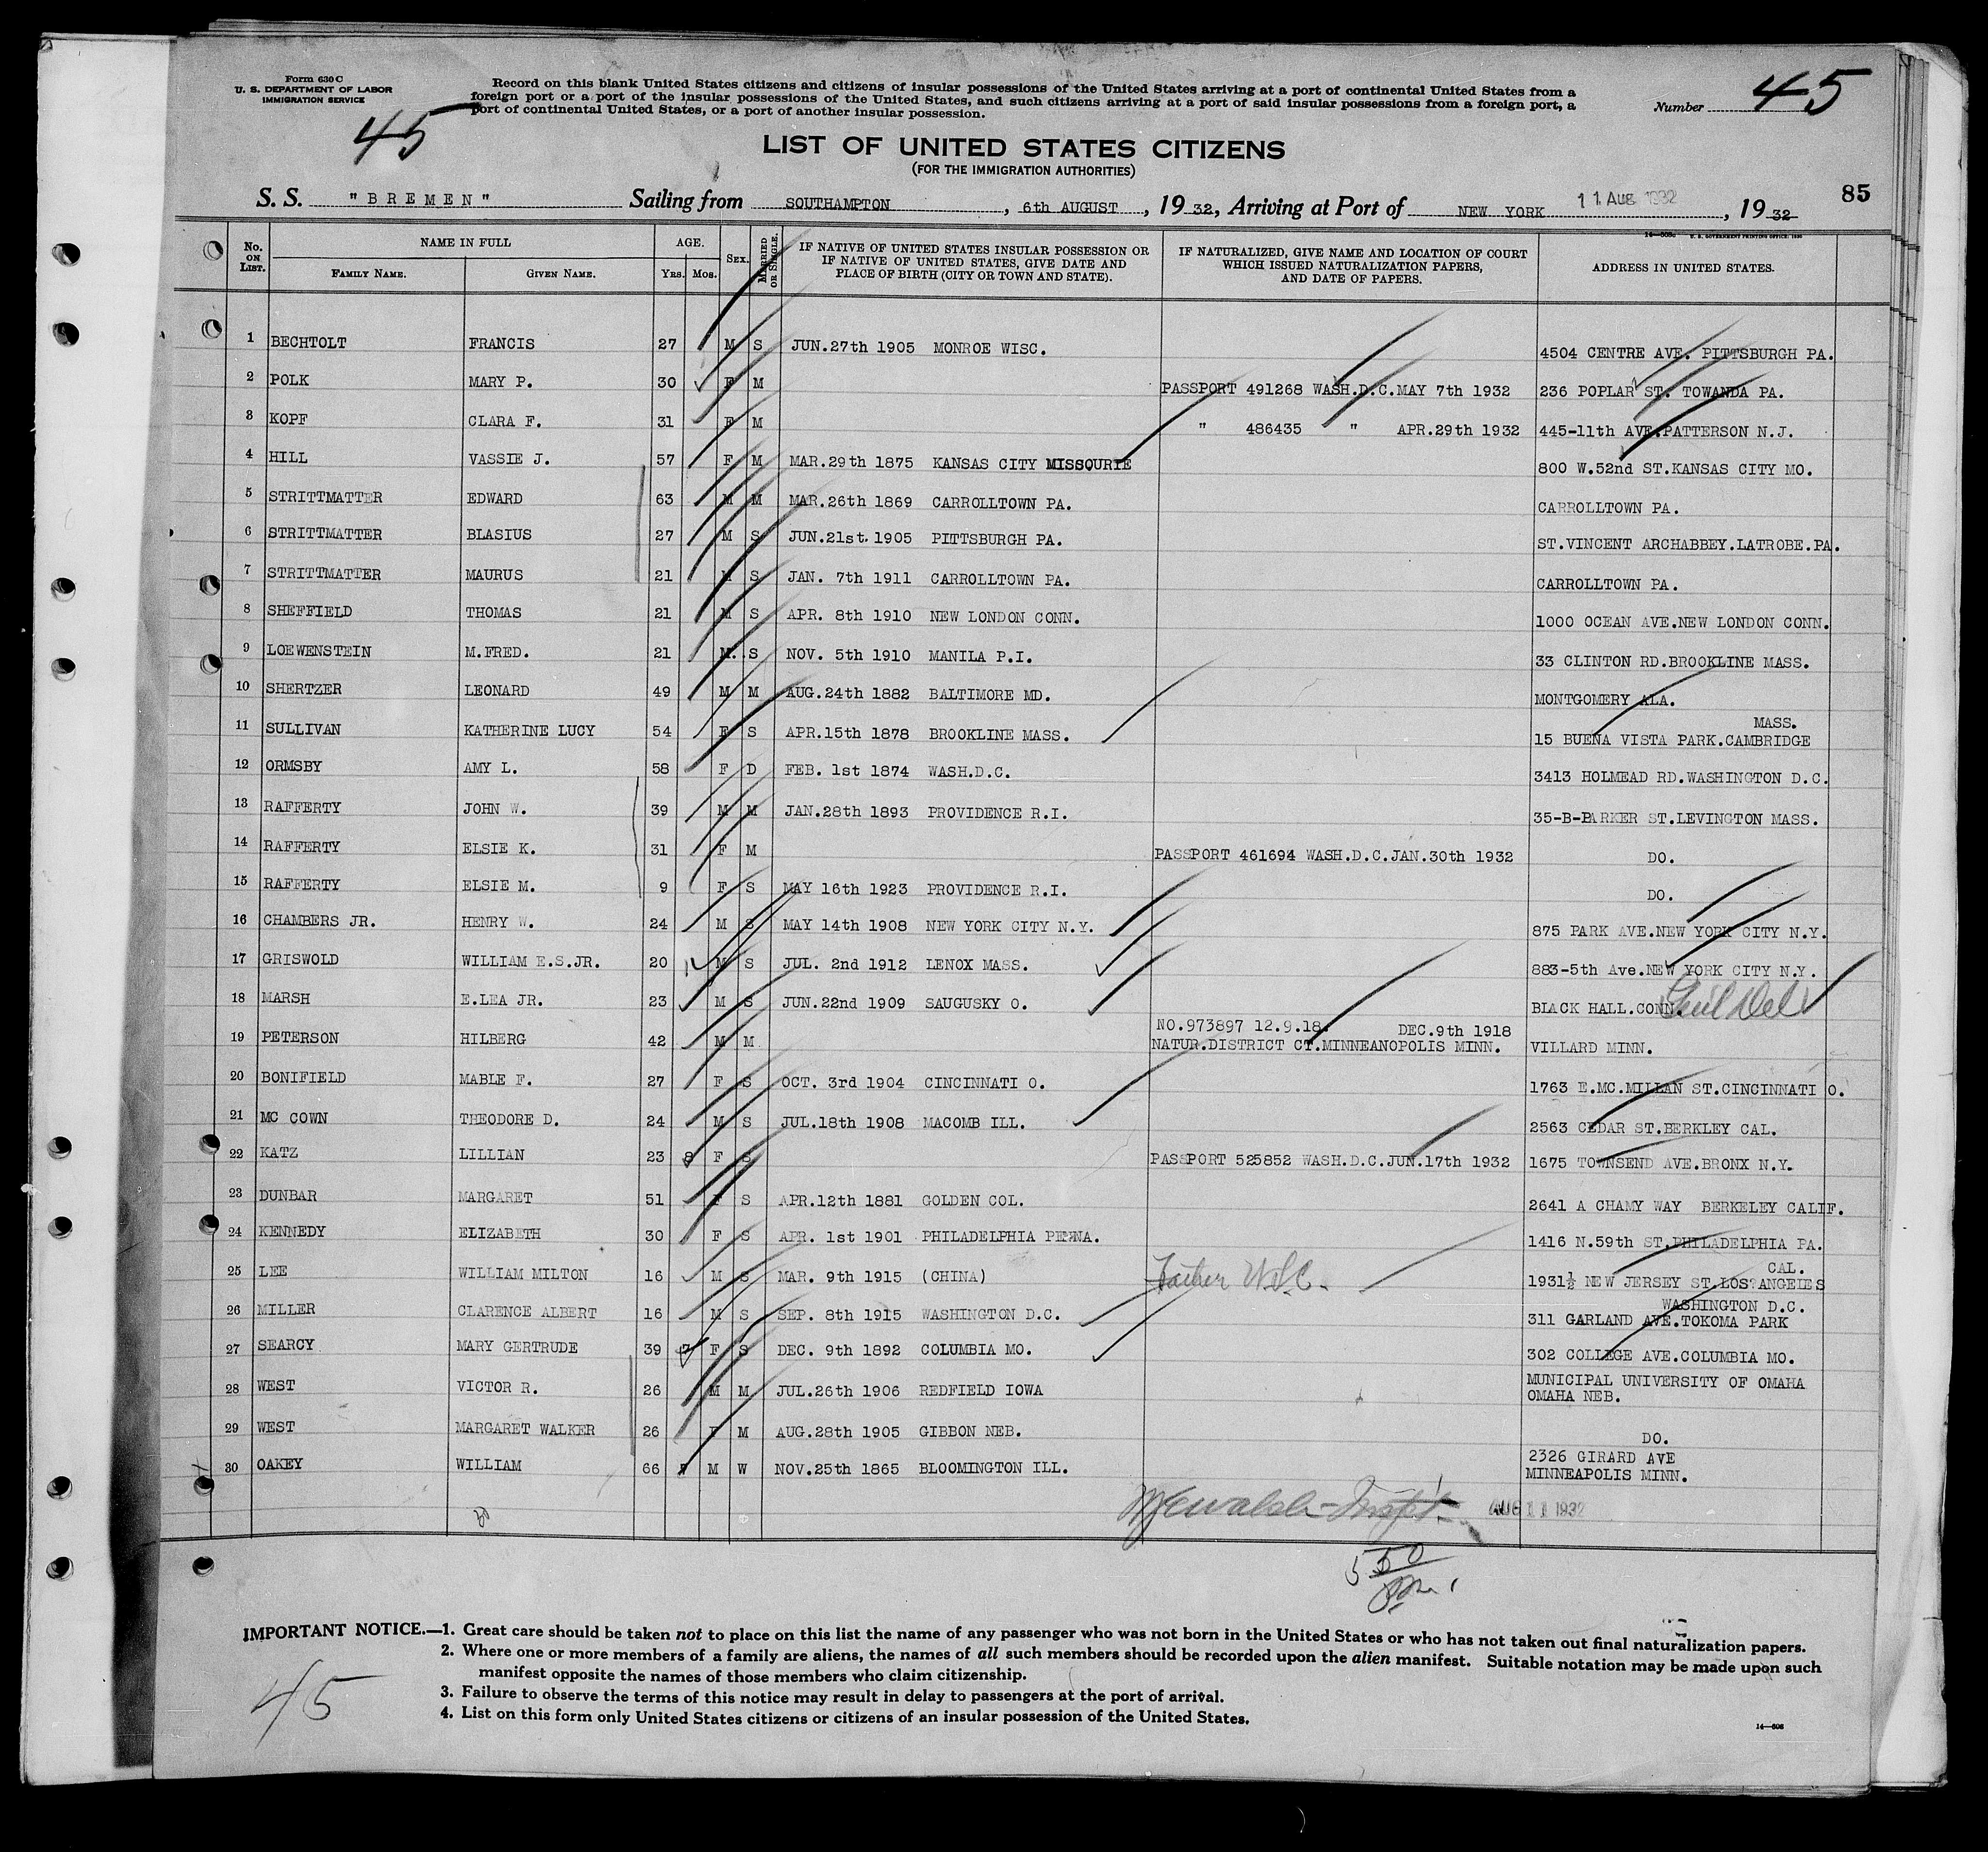 Form 630 C
U. S. DEPARTMENT OF LABOR
IMMIGRATION SERVICE
Record on this blank United States citizens and citizens of insular possessions of the United States arriving at a port of continental United States from a
foreign port or a port of the insular possessions of the United States, and such citizens arriving at a port of said insular possessions from a foreign port, a
port of continental United States, or a port of another insular possession.
Number 45
45
LIST OF UNITED STATES CITIZENS
(FOR THE IMMIGRATION AUTHORITIES)
S. S. "BREMEN" Sailing from SOUTHAMPTON, 6th AUGUST, 1932, Arriving at Port of NEW YORK 11 Aug 1932, 1932
85
No. ON LIST. NAME IN FULL FAMILY NAME. GIVEN NAME. AGE. YRS. MOS. SEX. MARRIED OR SINGLE. IF NATIVE OF UNITED STATES INSULAR POSSESSION OR IF NATIVE OF UNITED STATES, GIVE DATE AND PLACE OF BIRTH (CITY OR TOWN AND STATE). IF NATURALIZED, GIVE NAME AND LOCATION OF COURT WHICH ISSUED NATURALIZATION PAPERS, AND DATE OF PAPERS. ADDRESS IN UNITED STATES.
1 BECHTOLT FRANCIS 27 M S JUN.27th 1905 MONROE WISC. 4504 CENTRE AVE. PITTSBURGH PA.
2 POLK MARY P. 30 F M PASSPORT 491268 WASH.D.C.MAY 7th 1932 236 POPLAR ST. TOWANDA PA.
3 KOPF CLARA F. 31 F M " 486435 " APR.29th 1932 445-11th AVE.PATTERSON N.J.
4 HILL VASSIE J. 57 F M MAR.29th 1875 KANSAS CITY MISSOURIE 800 W.52nd ST.KANSAS CITY MO.
5 STRITTMATTER EDWARD 63 M M MAR.26th 1869 CARROLLTOWN PA. CARROLLTOWN PA.
6 STRITTMATTER BLASIUS 27 M S JUN.21st.1905 PITTSBURGH PA. ST.VINCENT ARCHABBEY.LATROBE.PA.
7 STRITTMATTER MAURUS 21 M S JAN. 7th 1911 CARROLLTOWN PA. CARROLLTOWN PA.
8 SHEFFIELD THOMAS 21 M S APR. 8th 1910 NEW LONDON CONN. 1000 OCEAN AVE.NEW LONDON CONN.
9 LOEWENSTEIN M.FRED. 21 M. S NOV. 5th 1910 MANILA P.I. 33 CLINTON RD.BROOKLINE MASS.
10 SHERTZER LEONARD 49 M M AUG.24th 1882 BALTIMORE MD. MONTGOMERY ALA.
11 SULLIVAN KATHERINE LUCY 54 F S APR.15th 1878 BROOKLINE MASS. 15 BUENA VISTA PARK.CAMBRIDGE MASS.
12 ORMSBY AMY L. 58 F D FEB. 1st 1874 WASH.D.C. 3413 HOLMEAD RD.WASHINGTON D.C.
13 RAFFERTY JOHN W. 39 M M JAN.28th 1893 PROVIDENCE R.I. 35-B-PARKER ST.LEVINGTON MASS.
14 RAFFERTY ELSIE K. 31 F M PASSPORT 461694 WASH.D.C.JAN.30th 1932 DO.
15 RAFFERTY ELSIE M. 9 F S MAY 16th 1923 PROVIDENCE R.I. DO.
16 CHAMBERS JR. HENRY W. 24 M S MAY 14th 1908 NEW YORK CITY N.Y. 875 PARK AVE.NEW YORK CITY N.Y.
17 GRISWOLD WILLIAM E.S.JR. 20 M S JUL. 2nd 1912 LENOX MASS. 883-5th Ave.NEW YORK CITY N.Y.
18 MARSH E.LEA JR. 23 M S JUN.22nd 1909 SAUGUSKY O. BLACK HALL.CONN.
19 PETERSON HILBERG 42 M M NO.973897 12.9.18. DEC.9th 1918 NATUR.DISTRICT CT.MINNEANOPOLIS MINN. VILLARD MINN.
20 BONIFIELD MABLE F. 27 F S OCT. 3rd 1904 CINCINNATI O. 1763 E.MC.MILLAN ST.CINCINNATI O.
21 MC COWN THEODORE D. 24 M S JUL.18th 1908 MACOMB ILL. 2563 CEDAR ST.BERKLEY CAL.
22 KATZ LILLIAN 23 8 F S PASSPORT 525852 WASH.D.C.JUN.17th 1932 1675 TOWNSEND AVE.BRONX N.Y.
23 DUNBAR MARGARET 51 F S APR.12th 1881 GOLDEN COL. 2641 A CHAMY WAY BERKELEY CALIF.
24 KENNEDY ELIZABETH 30 F S APR. 1st 1901 PHILADELPHIA PENNA. 1416 N.59th ST.PHILADELPHIA PA.
25 LEE WILLIAM MILTON 16 M S MAR. 9th 1915 (CHINA) Father U.S.C. 1931½ NEW JERSEY ST.LOS ANGELES CAL.
26 MILLER CLARENCE ALBERT 16 M S SEP. 8th 1915 WASHINGTON D.C. 311 GARLAND AVE.TOKOMA PARK WASHINGTON D.C.
27 SEARCY MARY GERTRUDE 39 7 F S DEC. 9th 1892 COLUMBIA MO. 302 COLLEGE AVE.COLUMBIA MO.
28 WEST VICTOR R. 26 M M JUL.26th 1906 REDFIELD IOWA MUNICIPAL UNIVERSITY OF OMAHA OMAHA NEB.
29 WEST MARGARET WALKER 26 F M AUG.28th 1905 GIBBON NEB. DO.
30 OAKEY WILLIAM 66 M W NOV.25th 1865 BLOOMINGTON ILL. 2326 GIRARD AVE MINNEAPOLIS MINN.
AUG 11 1932
IMPORTANT NOTICE.—1. Great care should be taken not to place on this list the name of any passenger who was not born in the United States or who has not taken out final naturalization papers.
2. Where one or more members of a family are aliens, the names of all such members should be recorded upon the alien manifest. Suitable notation may be made upon such
manifest opposite the names of those members who claim citizenship.
3. Failure to observe the terms of this notice may result in delay to passengers at the port of arrival.
4. List on this form only United States citizens or citizens of an insular possession of the United States.
45
14—608